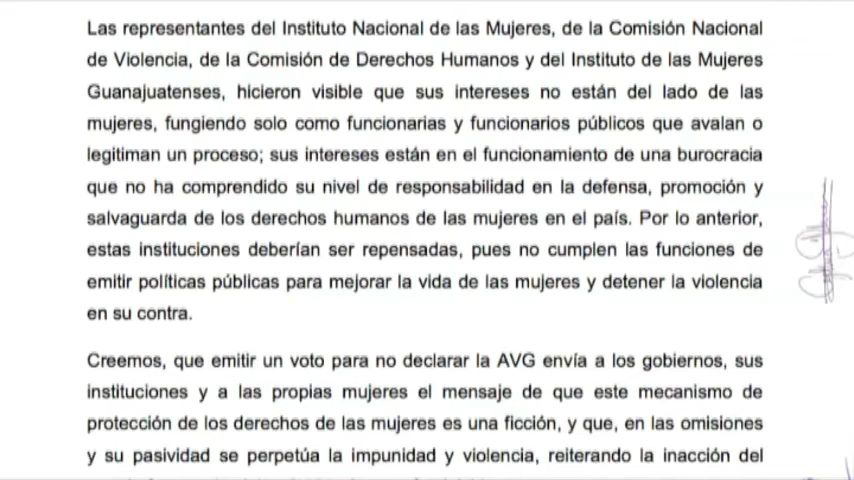 Las representantes del Instituto Nacional de las Mujeres, de la Comisión Nacional
de Violencia, de la Comisión de Derechos Humanos y del Instituto de las Mujeres
Guanajuatenses, hicieron visible que sus intereses no están del lado de las
mujeres, fungiendo solo como funcionarias y funcionarios públicos que avalan o
legitiman un proceso; sus intereses están en el funcionamiento de una burocracia
que no ha comprendido su nivel de responsabilidad en la defensa, promoción y
salvaguarda de los derechos humanos de las mujeres en el país. Por lo anterior,
estas instituciones deberían ser repensadas, pues no cumplen las funciones de
emitir políticas públicas para mejorar la vida de las mujeres y detener la violencia
en su contra.
Creemos, que emitir un voto para no declarar la AVG envía a los gobiernos, sus
instituciones y a las propias mujeres el mensaje de que este mecanismo de
protección de los derechos de las mujeres es una ficción, y que, en las omisiones
y su pasividad se perpetúa la impunidad y violencia, reiterando la inacción del